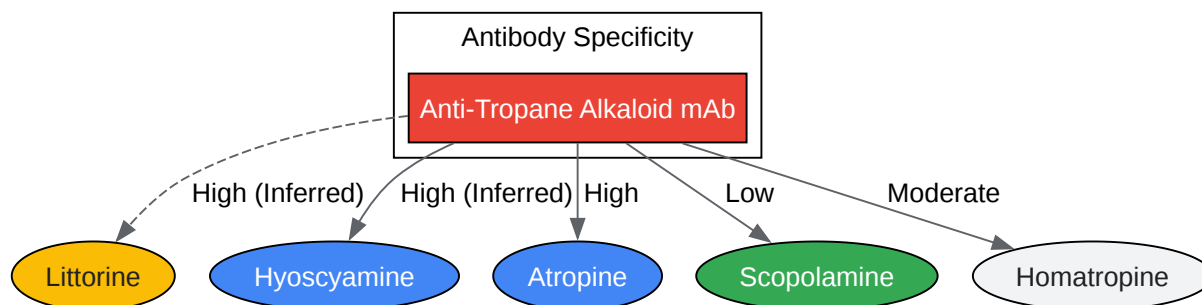 Antibody Specificity
Anti-Tropane Alkaloid mAb
High (Inferred)
High (Inferred)
High
Low
Moderate
Littorine
Hyoscyamine
Atropine
Scopolamine
Homatropine